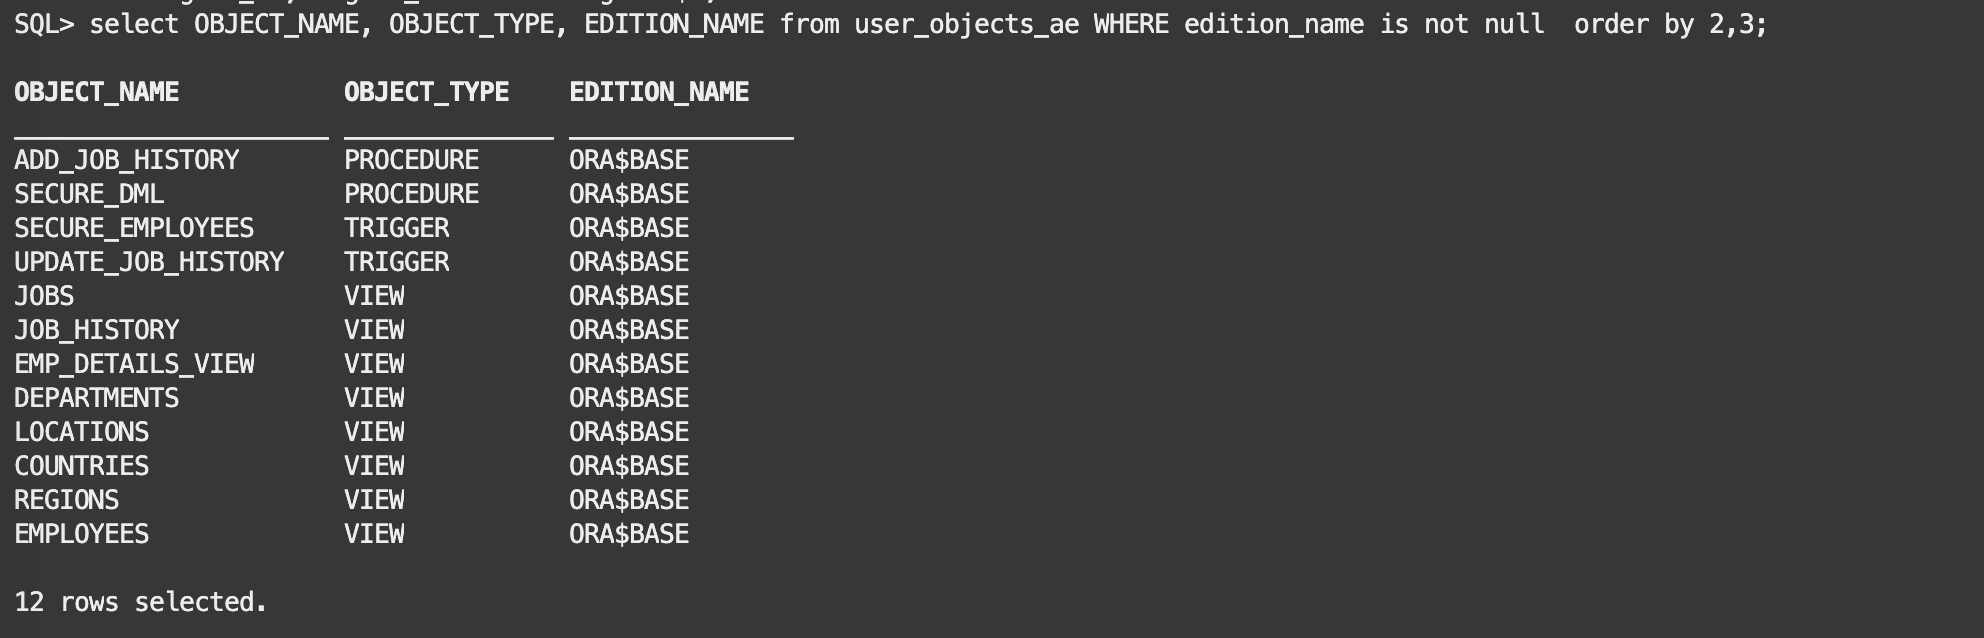 SQL> select OBJECT_NAME, OBJECT_TYPE, EDITION_NAME from user_objects_ae WHERE edition_name is not null  order by 2,3;
OBJECT_NAME OBJECT_TYPE EDITION_NAME
ADD_JOB_HISTORY PROCEDURE ORA$BASE
SECURE_DML PROCEDURE ORA$BASE
SECURE_EMPLOYEES TRIGGER ORA$BASE
UPDATE_JOB_HISTORY TRIGGER ORA$BASE
JOBS VIEW ORA$BASE
JOB_HISTORY VIEW ORA$BASE
EMP_DETAILS_VIEW VIEW ORA$BASE
DEPARTMENTS VIEW ORA$BASE
LOCATIONS VIEW ORA$BASE
COUNTRIES VIEW ORA$BASE
REGIONS VIEW ORA$BASE
EMPLOYEES VIEW ORA$BASE
12 rows selected.